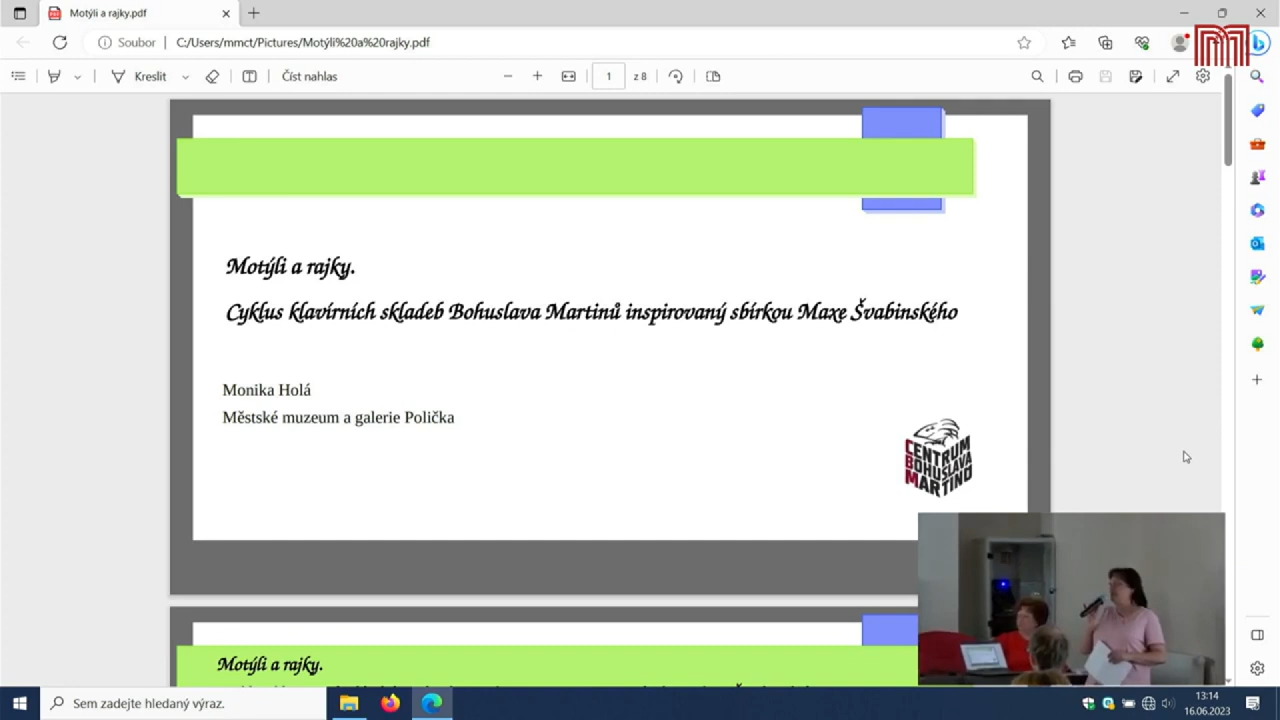 Motýli a rajky.pdf
Soubor
C:/Users/mmct/Pictures/Motýli%20a%20rajky.pdf
Kreslit
Číst nahlas
1
z 8
Motýli a rajky.
Cyklus klavírních skladeb Bohuslava Martinů inspirovaný sbírkou Maxe Švabinského
Monika Holá
Městské muzeum a galerie Polička
CENTRUM
BOHUSLAVA
MARTINŮ
Motýli a rajky.
Sem zadejte hledaný výraz.
13:14
16.06.2023